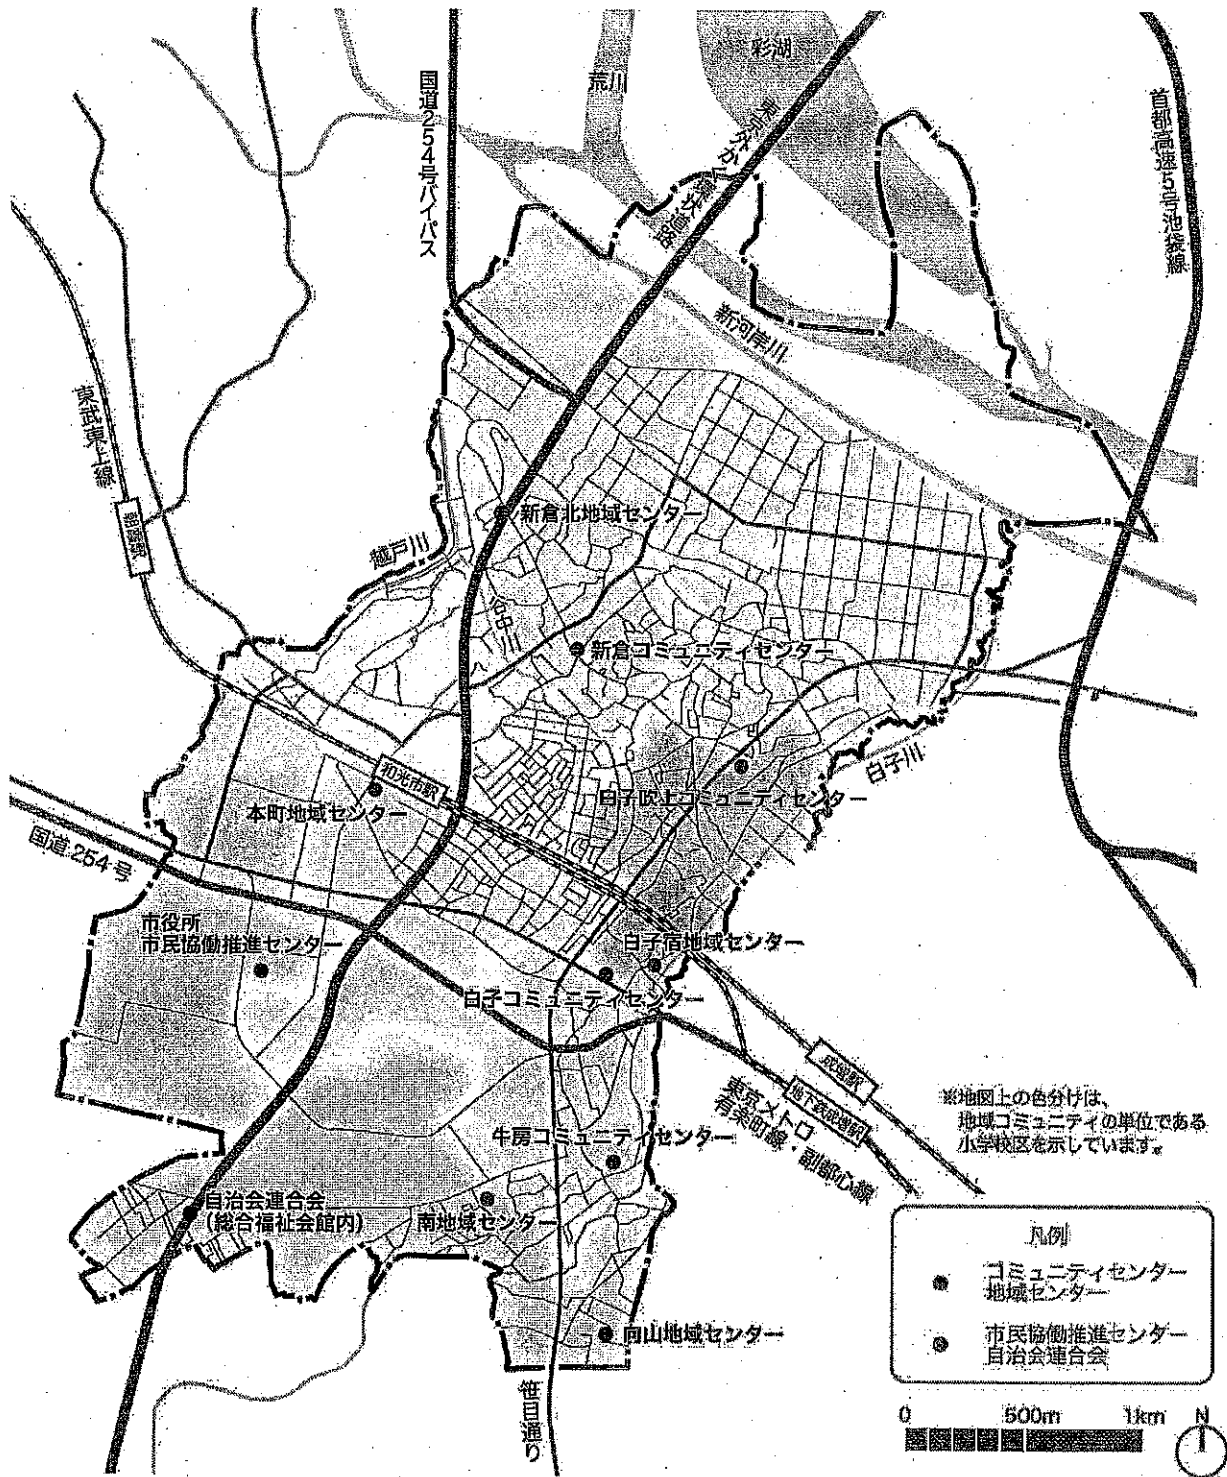 彩湖
荒川
国道254号バイパス
東京外かく環状道路
首都高速5号池袋線
新河岸川
東武東上線
朝霞駅
越戸川
新倉北地域センター
谷中川
新倉コミュニティセンター
白子川
和光市駅
本町地域センター
白子吹上コミュニティセンター
国道254号
市役所
市民協働推進センター
白子宿地域センター
白子コミュニティセンター
成増駅
地下鉄成増駅
東京メトロ
有楽町線・副都心線
※地図上の色分けは、
地域コミュニティの単位である
小学校区を示しています。
牛房コミュニティセンター
自治会連合会
(総合福祉会館内)
南地域センター
向山地域センター
笹目通り
凡例
コミュニティセンター
地域センター
市民協働推進センター
自治会連合会
0 500m 1km N